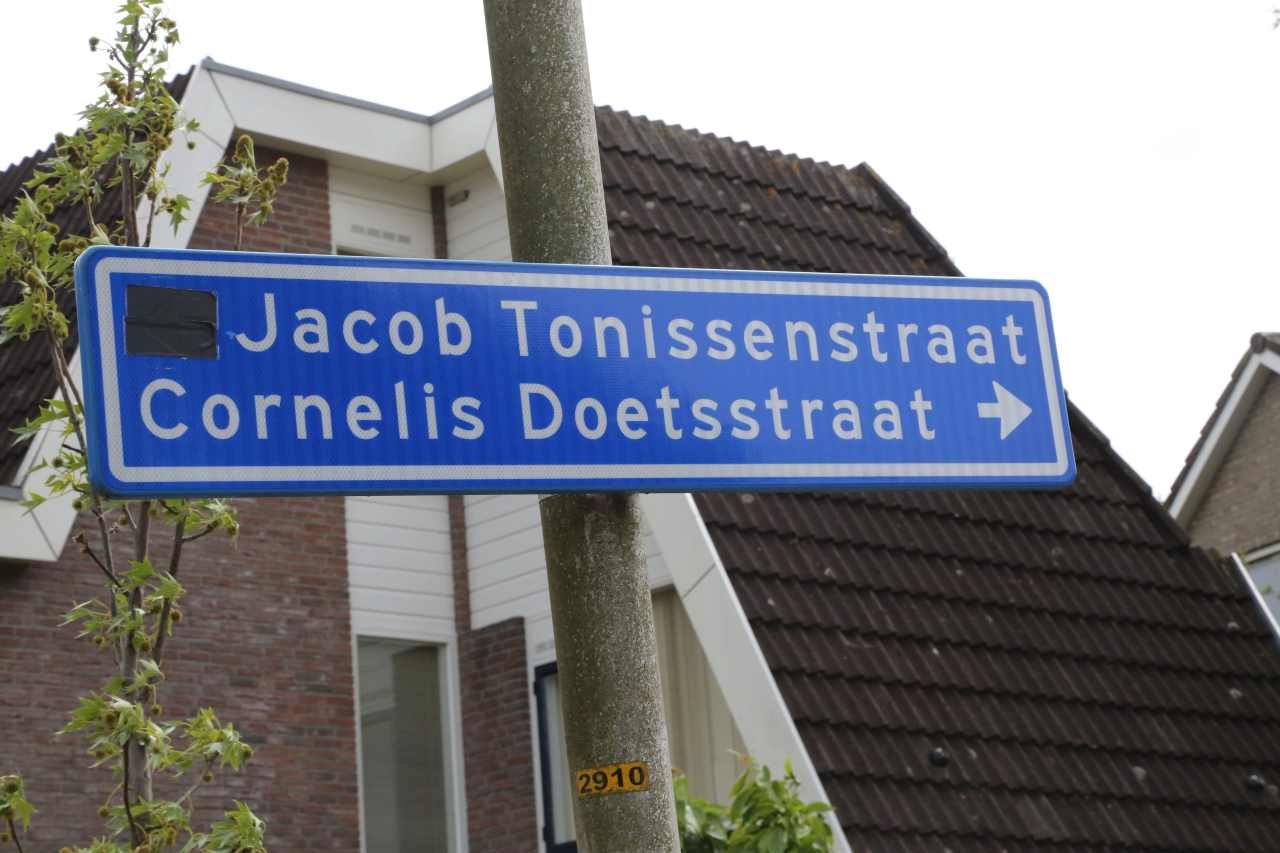 Jacob Tonissenstraat
Cornelis Doetsstraat
2910